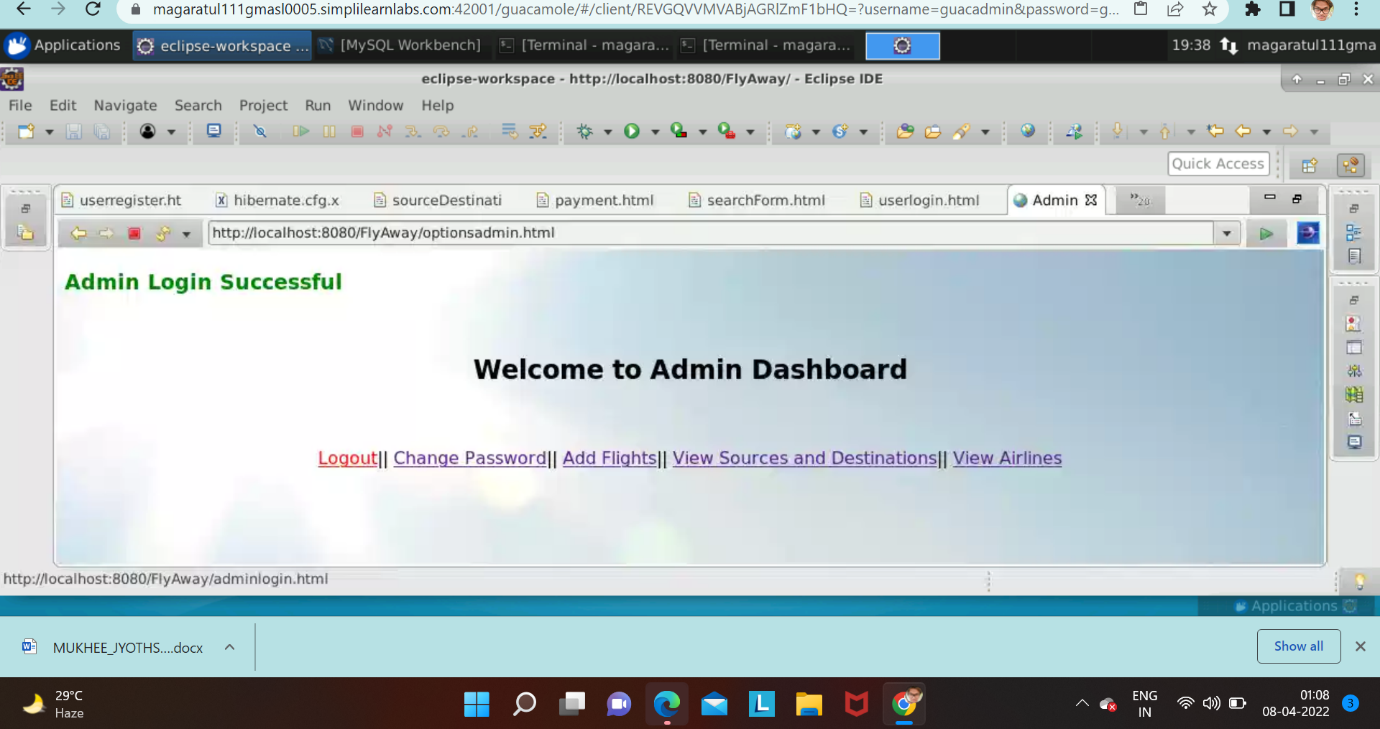 magaratul111gmasl0005.simplilearnlabs.com:42001/guacamole/#/client/REVGQVVMVABjAGRlZmF1bHQ=?username=guacadmin&password=g...
Applications
eclipse-workspace ...
[MySQL Workbench]
[Terminal - magara...
[Terminal - magara...
19:38
magaratul111gma
eclipse-workspace - http://localhost:8080/FlyAway/ - Eclipse IDE
File Edit Navigate Search Project Run Window Help
Quick Access
userregister.ht
hibernate.cfg.x
sourceDestinati
payment.html
searchForm.html
userlogin.html
Admin
»28
http://localhost:8080/FlyAway/optionsadmin.html
Admin Login Successful
Welcome to Admin Dashboard
Logout|| Change Password|| Add Flights|| View Sources and Destinations|| View Airlines
http://localhost:8080/FlyAway/adminlogin.html
Applications
MUKHEE_JYOTHS....docx
Show all
29°C
Haze
ENG
IN
01:08
08-04-2022
3